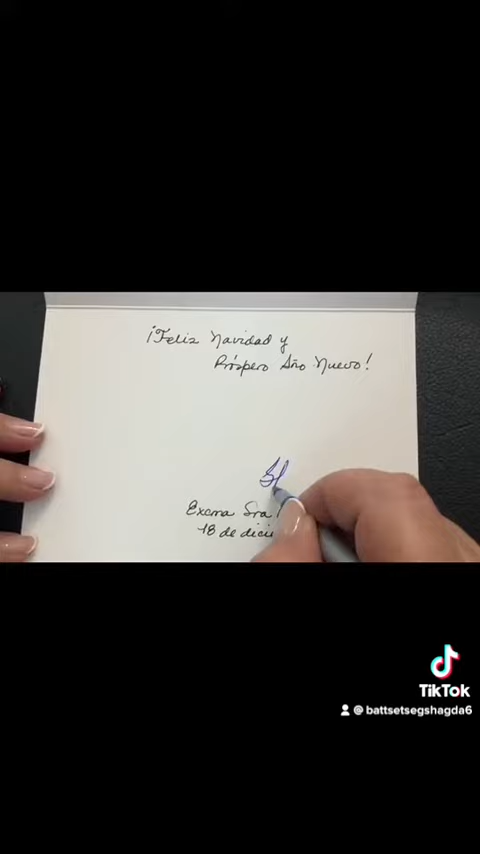 ¡Feliz Navidad y
Próspero Año Nuevo!
Excma Sra
18 de dici
TikTok
@battsetsegshagda6